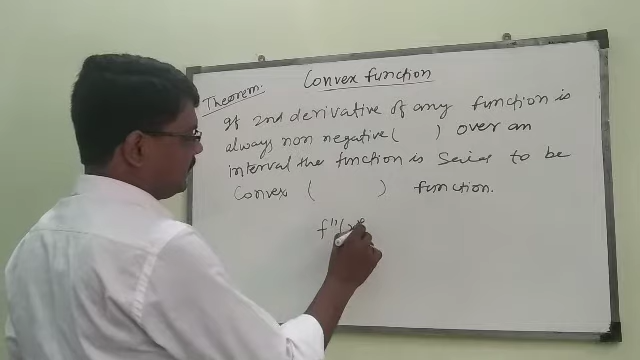 Convex function
Theorem:
If 2nd derivative of any function is
always non negative ( ) over an
interval the function is said to be
Convex ( ) function.
f''(x